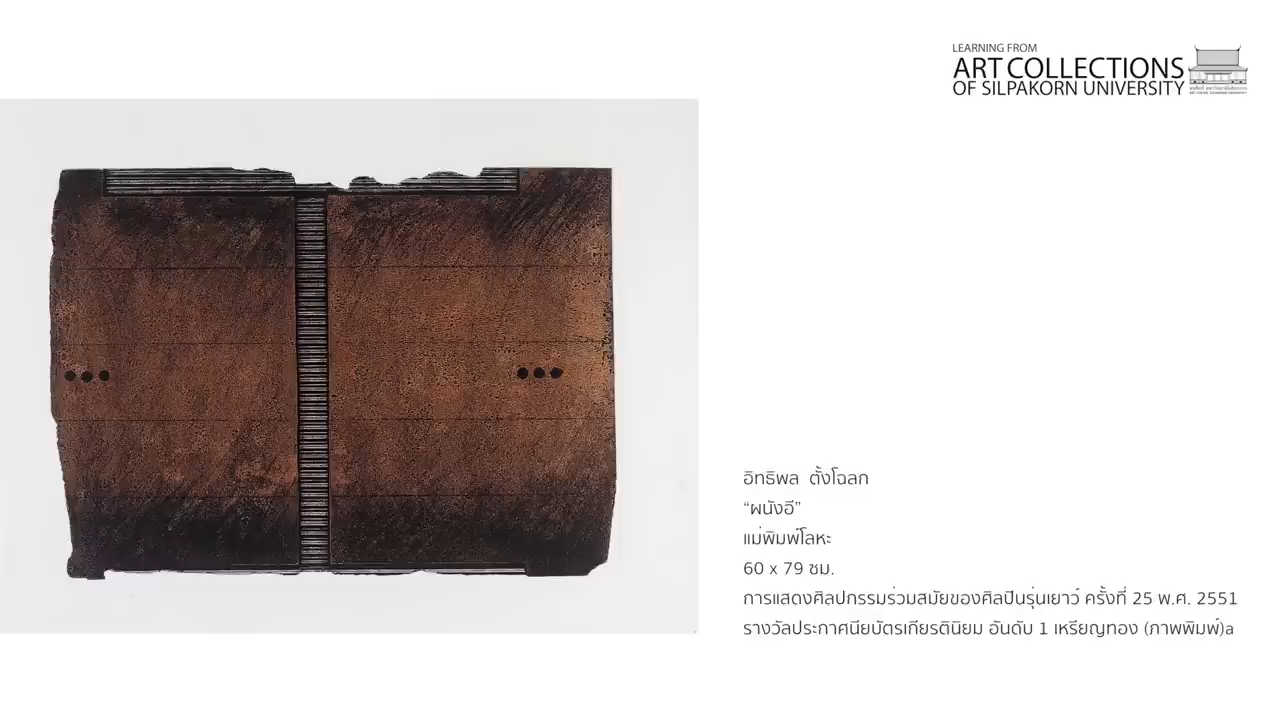 LEARNING FROM
ART COLLECTIONS
OF SILPAKORN UNIVERSITY
อิทธิพล ตั้งโฉลก
“ผนังอี”
แม่พิมพ์โลหะ
60 x 79 ซม.
การแสดงศิลปกรรมร่วมสมัยของศิลปินรุ่นเยาว์ ครั้งที่ 25 พ.ศ. 2551
รางวัลประกาศนียบัตรเกียรตินิยม อันดับ 1 เหรียญทอง (ภาพพิมพ์)a